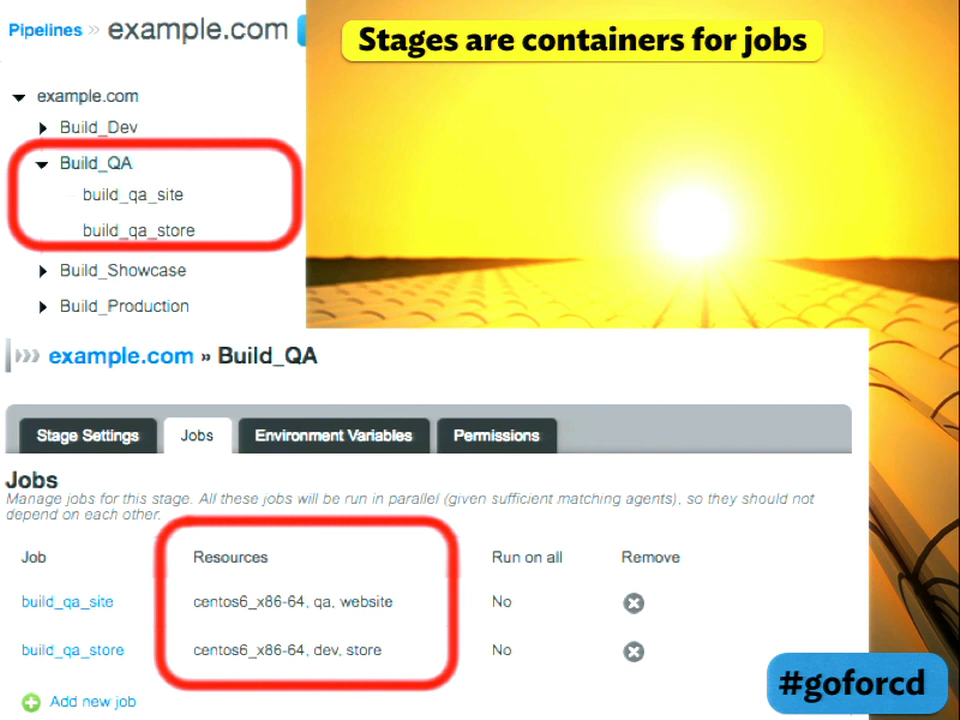 Pipelines » example.com
Stages are containers for jobs
example.com
Build_Dev
Build_QA
build_qa_site
build_qa_store
Build_Showcase
Build_Production
example.com » Build_QA
Stage Settings Jobs Environment Variables Permissions
Jobs
Manage jobs for this stage. All these jobs will be run in parallel (given sufficient matching agents), so they should not
depend on each other.
Job Resources Run on all Remove
build_qa_site centos6_x86-64, qa, website No
build_qa_store centos6_x86-64, dev, store No
Add new job
#goforcd